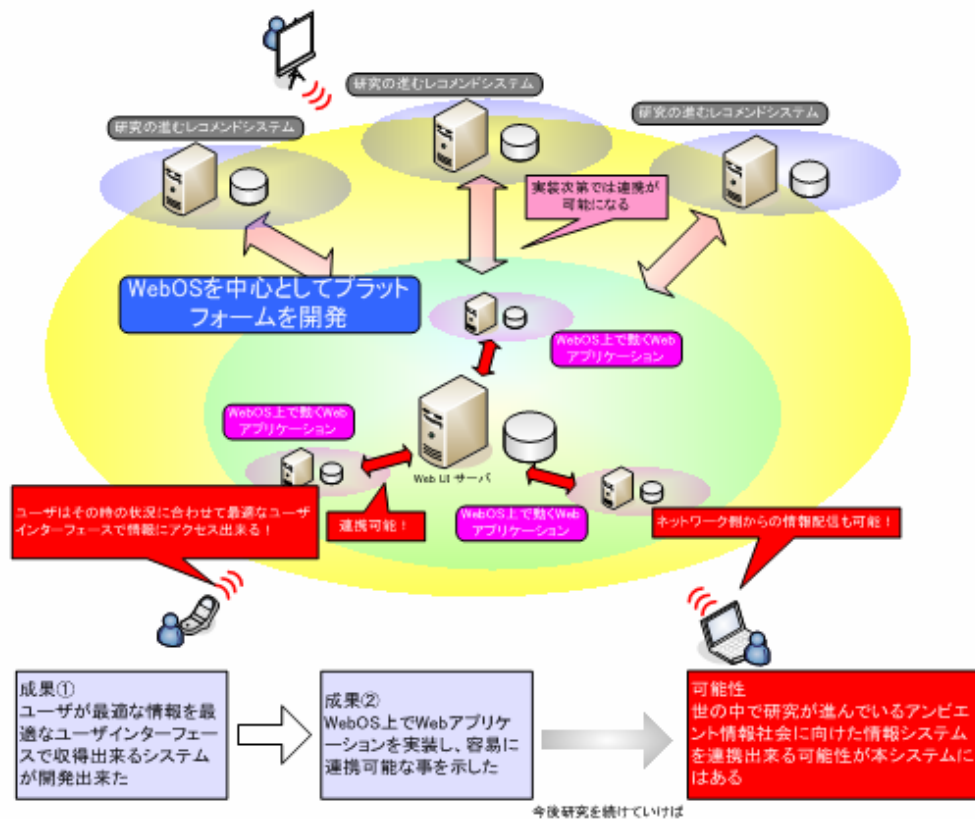 研究の進むレコメンドシステム
研究の進むレコメンドシステム
研究の進むレコメンドシステム
実装次第では連携が
可能になる
WebOSを中心としてプラット
フォームを開発
WebOS上で動くWeb
アプリケーション
WebOS上で動くWeb
アプリケーション
Web UI サーバ
ユーザはその時の状況に合わせて最適なユーザ
インターフェースで情報にアクセス出来る！
連携可能！
WebOS上で動くWeb
アプリケーション
ネットワーク側からの情報配信も可能！
成果①
ユーザが最適な情報を最
適なユーザインターフェー
スで取得出来るシステム
が開発出来た
成果②
WebOS上でWebアプリケ
ーションを実装し、容易に
連携可能な事を示した
可能性
世の中で研究が進んでいるアンビエ
ント情報社会に向けた情報システム
を連携出来る可能性が本システムに
はある
今後研究を続けていけば